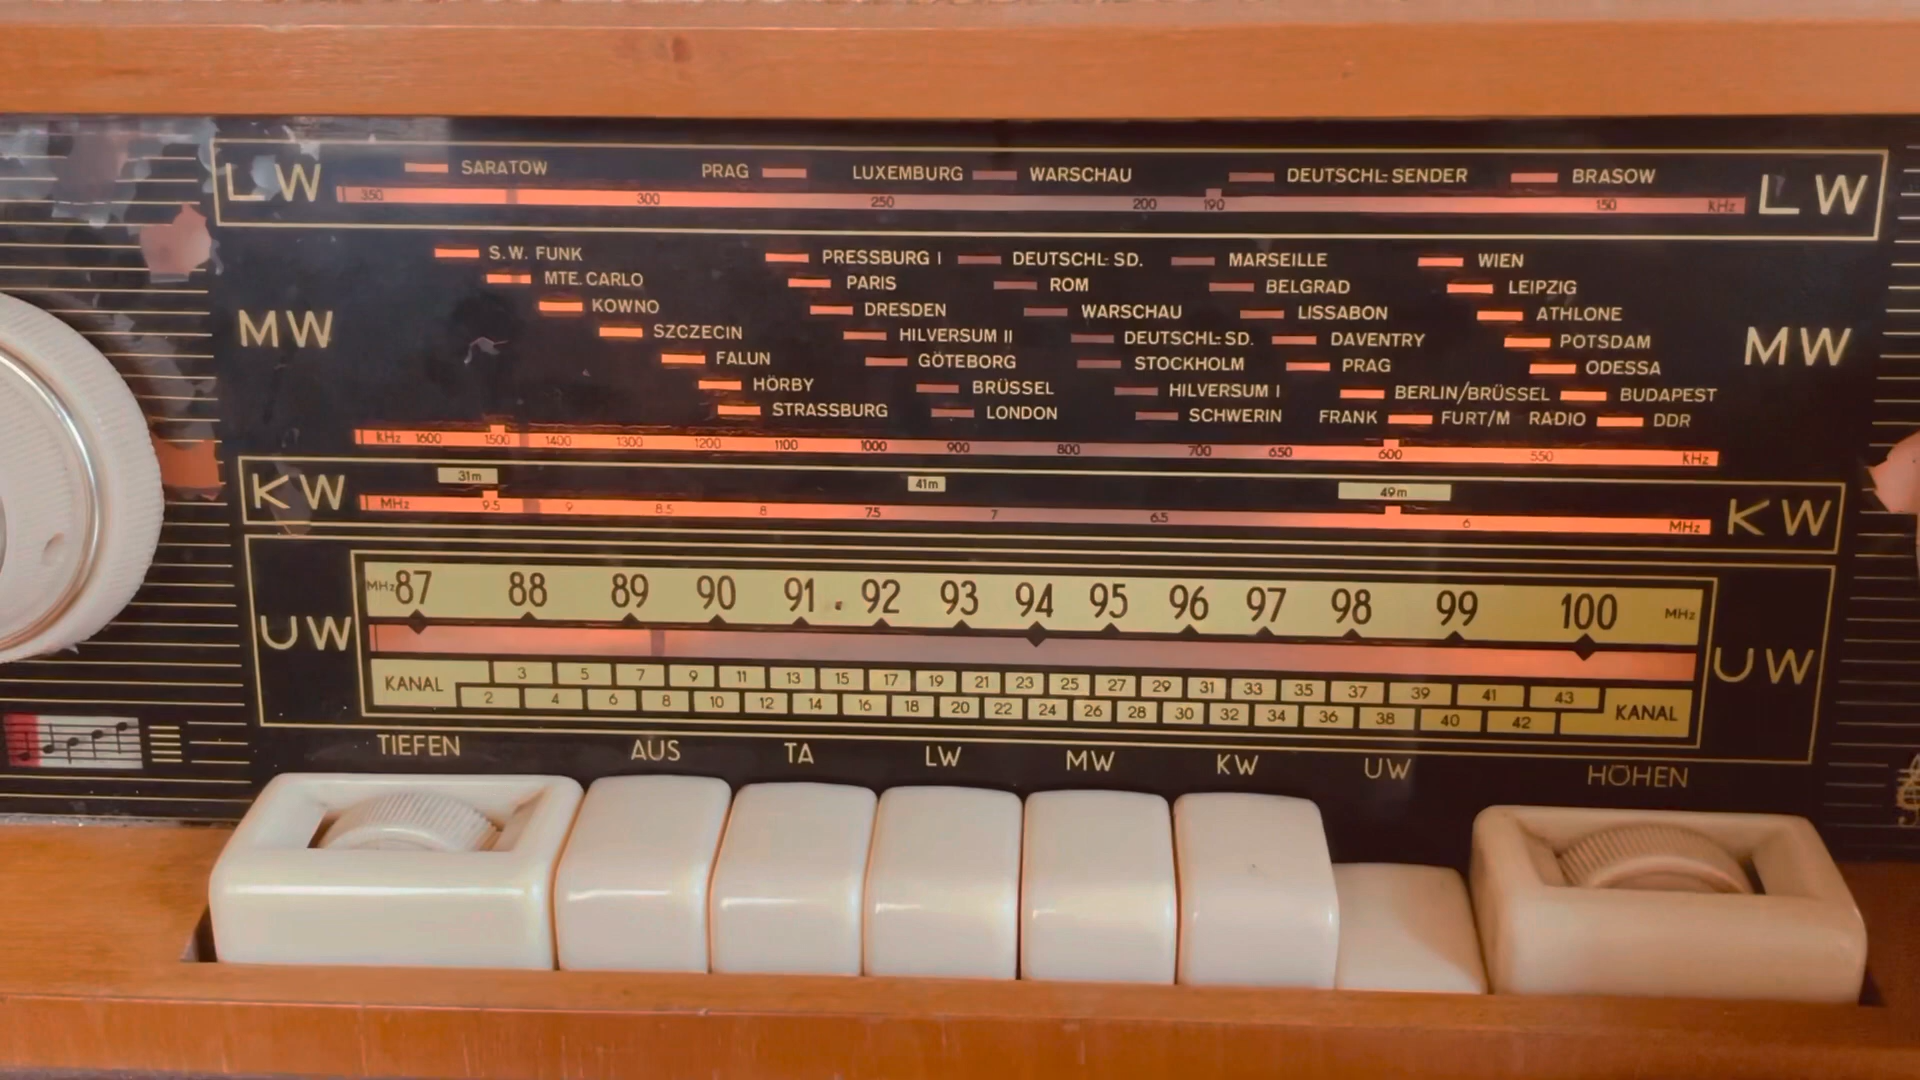 LW SARATOW PRAG LUXEMBURG WARSCHAU DEUTSCHL-SENDER BRASOW LW
350 300 250 200 190 150 kHz
S.W. FUNK PRESSBURG I DEUTSCHL-SD. MARSEILLE WIEN
MTE. CARLO PARIS ROM BELGRAD LEIPZIG
KOWNO DRESDEN WARSCHAU LISSABON ATHLONE
MW SZCZECIN HILVERSUM II DEUTSCHL-SD. DAVENTRY POTSDAM MW
FALUN GÖTEBORG STOCKHOLM PRAG ODESSA
HÖRBY BRÜSSEL HILVERSUM I BERLIN/BRÜSSEL BUDAPEST
STRASSBURG LONDON SCHWERIN FRANK FURT/M RADIO DDR
kHz 1600 1500 1400 1300 1200 1100 1000 900 800 700 650 600 550 kHz
31m 41m 49m
KW MHz 9.5 9 8.5 8 7.5 7 6.5 6 MHz KW
MHz 87 88 89 90 91 92 93 94 95 96 97 98 99 100 MHz
UW UW
3 5 7 9 11 13 15 17 19 21 23 25 27 29 31 33 35 37 39 41 43
KANAL KANAL
2 4 6 8 10 12 14 16 18 20 22 24 26 28 30 32 34 36 38 40 42
TIEFEN AUS TA LW MW KW UW HÖHEN